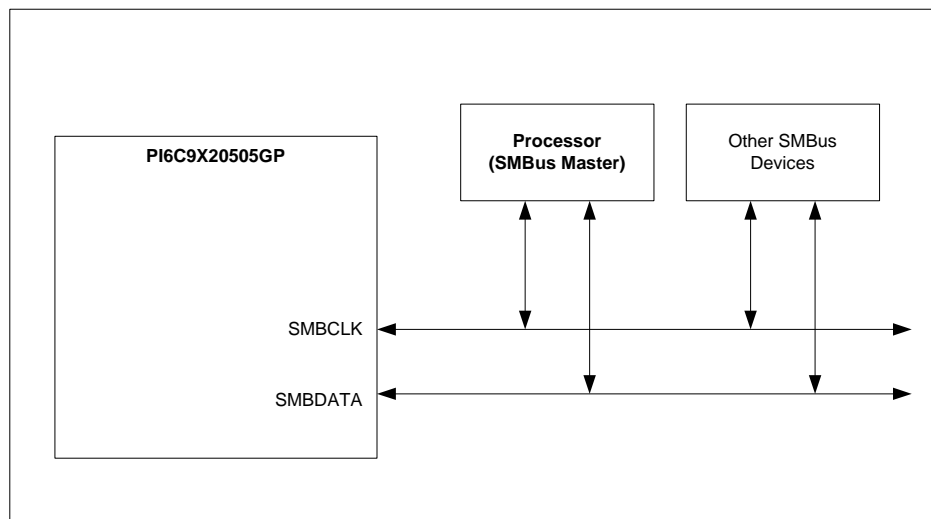 PI6C9X20505GP
Processor
(SMBus Master)
Other SMBus
Devices
SMBCLK
SMBDATA